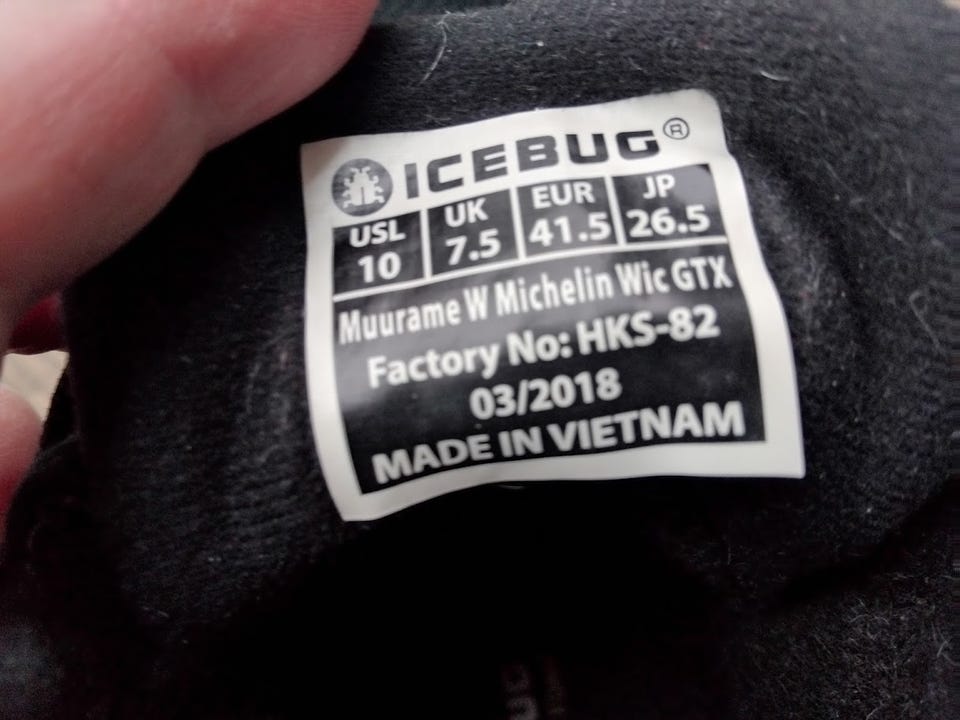 ICEBUG®
USL UK EUR JP
10 7.5 41.5 26.5
Muurame W Michelin Wic GTX
Factory No: HKS-82
03/2018
MADE IN VIETNAM